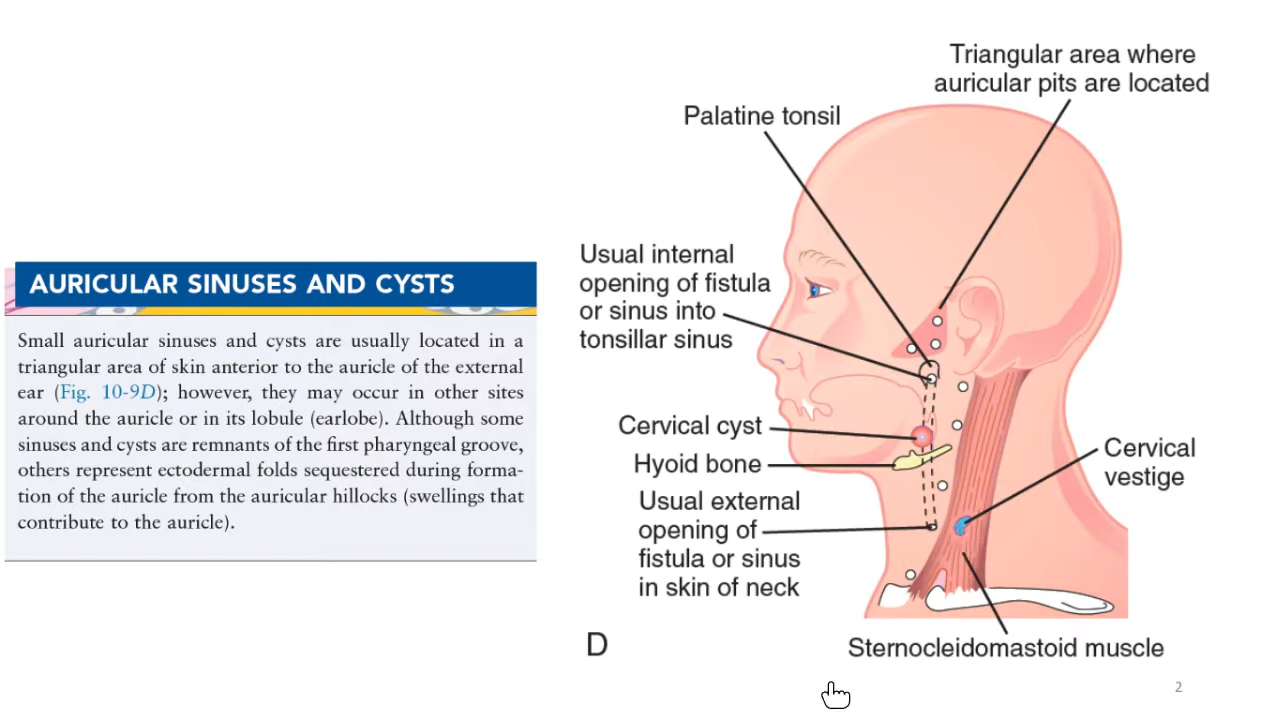 AURICULAR SINUSES AND CYSTS
Small auricular sinuses and cysts are usually located in a
triangular area of skin anterior to the auricle of the external
ear (Fig. 10-9D); however, they may occur in other sites
around the auricle or in its lobule (earlobe). Although some
sinuses and cysts are remnants of the first pharyngeal groove,
others represent ectodermal folds sequestered during forma-
tion of the auricle from the auricular hillocks (swellings that
contribute to the auricle).
Triangular area where
auricular pits are located
Palatine tonsil
Usual internal
opening of fistula
or sinus into
tonsillar sinus
Cervical cyst
Hyoid bone
Usual external
opening of
fistula or sinus
in skin of neck
Cervical
vestige
Sternocleidomastoid muscle
D
2